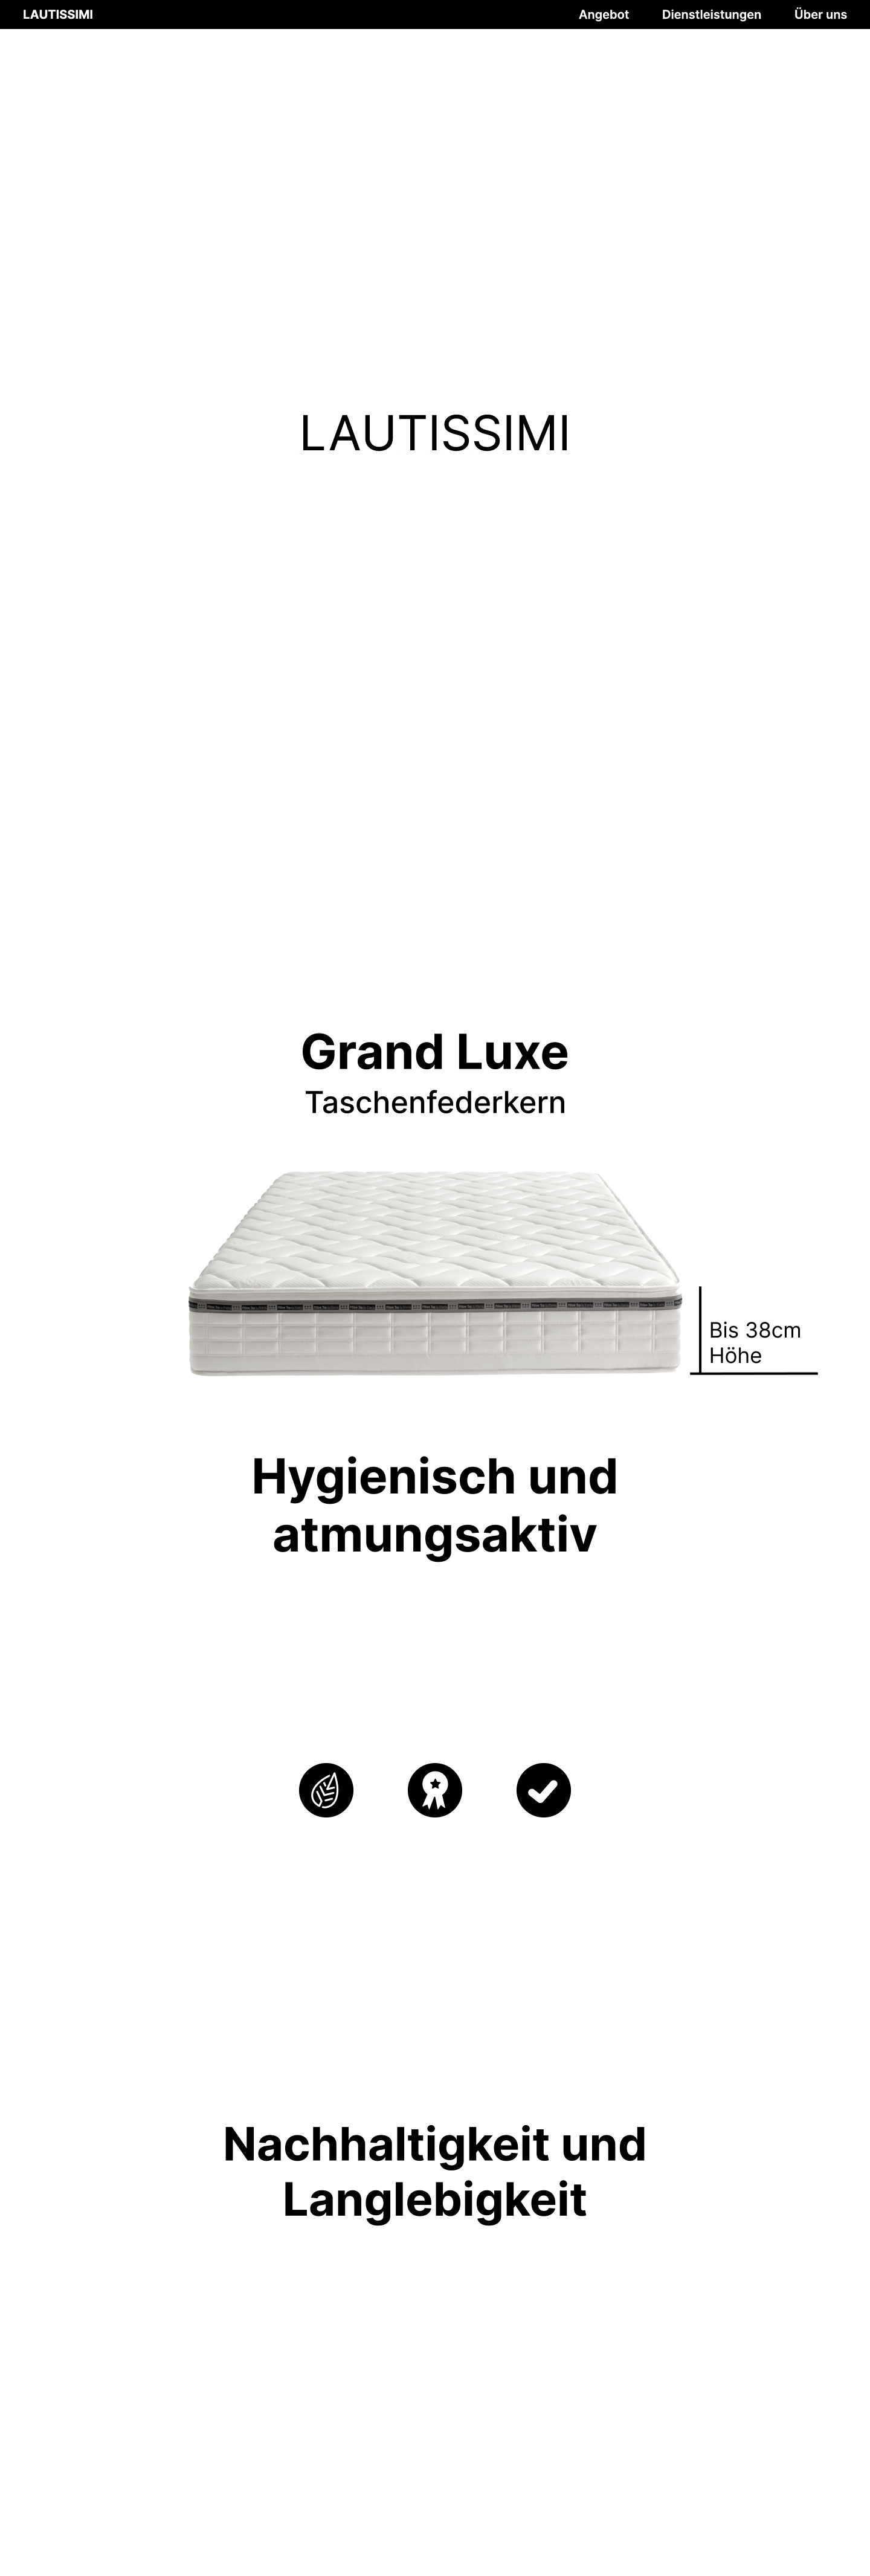 LAUTISSIMI
Angebot
Dienstleistungen
Über uns
LAUTISSIMI
Grand Luxe
Taschenfederkern
Bis 38cm
Höhe
Hygienisch und
atmungsaktiv
Nachhaltigkeit und
Langlebigkeit